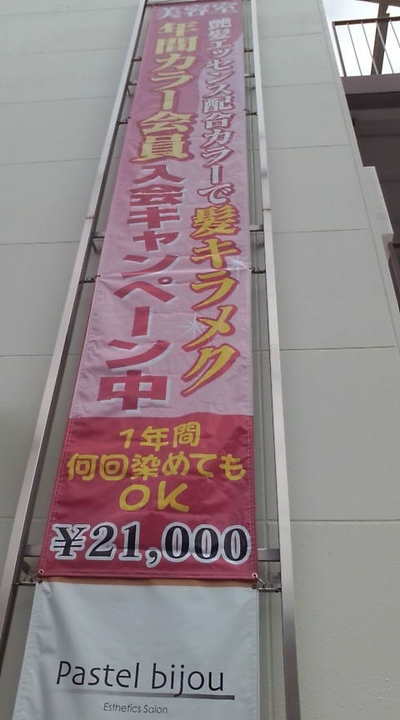 美容室
艶髪エッセンス配合カラーで髪キラメク
年間カラー会員入会キャンペーン中
1年間
何回染めても
OK
¥21,000
Pastel bijou
Esthetics Salon